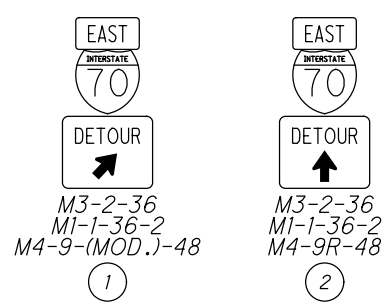 EAST
INTERSTATE
70
DETOUR
M3-2-36
M1-1-36-2
M4-9-(MOD.)-48
1
EAST
INTERSTATE
70
DETOUR
M3-2-36
M1-1-36-2
M4-9R-48
2